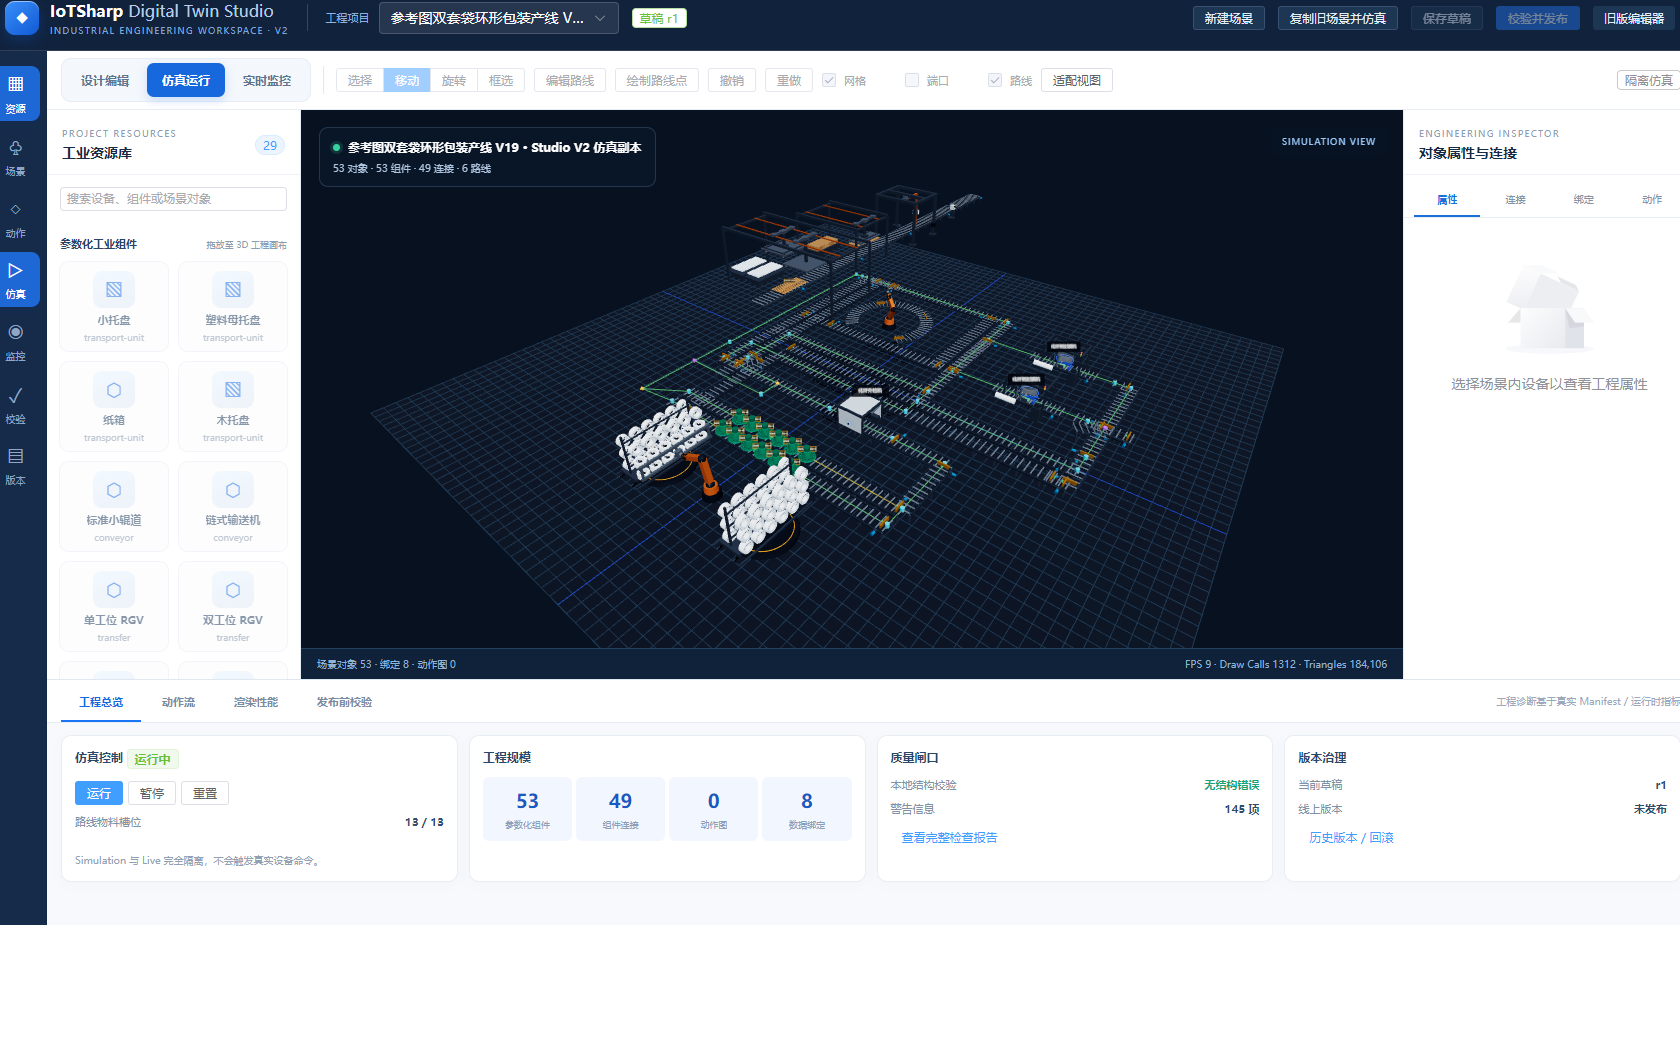 IoTSharp Digital Twin Studio
INDUSTRIAL ENGINEERING WORKSPACE · V2
工程项目
参考图双套袋环形包装产线 V...
草稿 r1
新建场景
复制旧场景并仿真
保存草稿
校验并发布
旧版编辑器
资源
场景
动作
仿真
监控
校验
版本
设计编辑
仿真运行
实时监控
选择
移动
旋转
框选
编辑路线
绘制路线点
撤销
重做
网格
端口
路线
适配视图
隔离仿真
PROJECT RESOURCES
工业资源库
29
搜索设备、组件或场景对象
参数化工业组件
拖放至 3D 工程画布
小托盘
transport-unit
塑料母托盘
transport-unit
纸箱
transport-unit
木托盘
transport-unit
标准小辊道
conveyor
链式输送机
conveyor
单工位 RGV
transfer
双工位 RGV
transfer
参考图双套袋环形包装产线 V19 · Studio V2 仿真副本
53 对象 · 53 组件 · 49 连接 · 6 路线
SIMULATION VIEW
场景对象 53 · 绑定 8 · 动作图 0
FPS 9 · Draw Calls 1312 · Triangles 184,106
ENGINEERING INSPECTOR
对象属性与连接
属性
连接
绑定
动作
选择场景内设备以查看工程属性
工程总览
动作流
渲染性能
发布前校验
工程诊断基于真实 Manifest / 运行时指标
仿真控制
运行中
运行
暂停
重置
路线物料槽位
13 / 13
Simulation 与 Live 完全隔离，不会触发真实设备命令。
工程规模
53
参数化组件
49
组件连接
0
动作图
8
数据绑定
质量闸口
本地结构校验
无结构错误
警告信息
145 项
查看完整检查报告
版本治理
当前草稿
r1
线上版本
未发布
历史版本 / 回滚